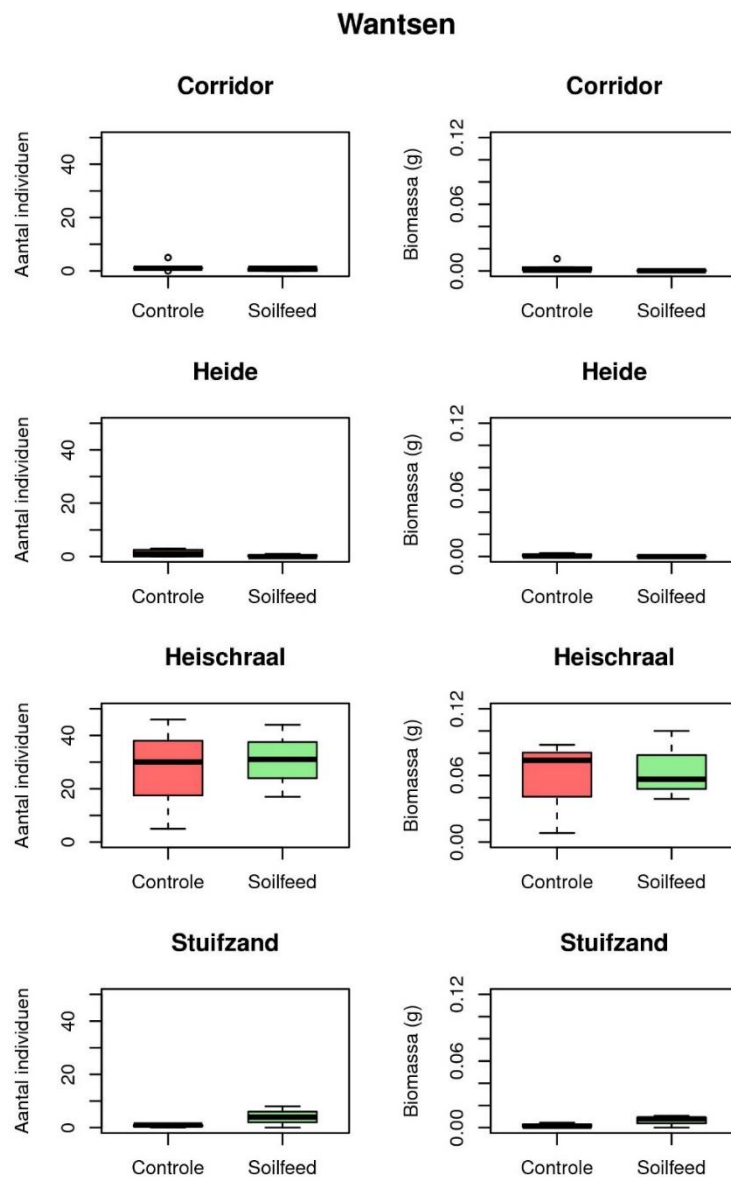 Wantsen
Corridor
Aantal individuen
0
20
40
Controle
Soilfeed
Corridor
Biomassa (g)
0.00
0.06
0.12
Controle
Soilfeed
Heide
Aantal individuen
0
20
40
Controle
Soilfeed
Heide
Biomassa (g)
0.00
0.06
0.12
Controle
Soilfeed
Heischraal
Aantal individuen
0
20
40
Controle
Soilfeed
Heischraal
Biomassa (g)
0.00
0.06
0.12
Controle
Soilfeed
Stuifzand
Aantal individuen
0
20
40
Controle
Soilfeed
Stuifzand
Biomassa (g)
0.00
0.06
0.12
Controle
Soilfeed